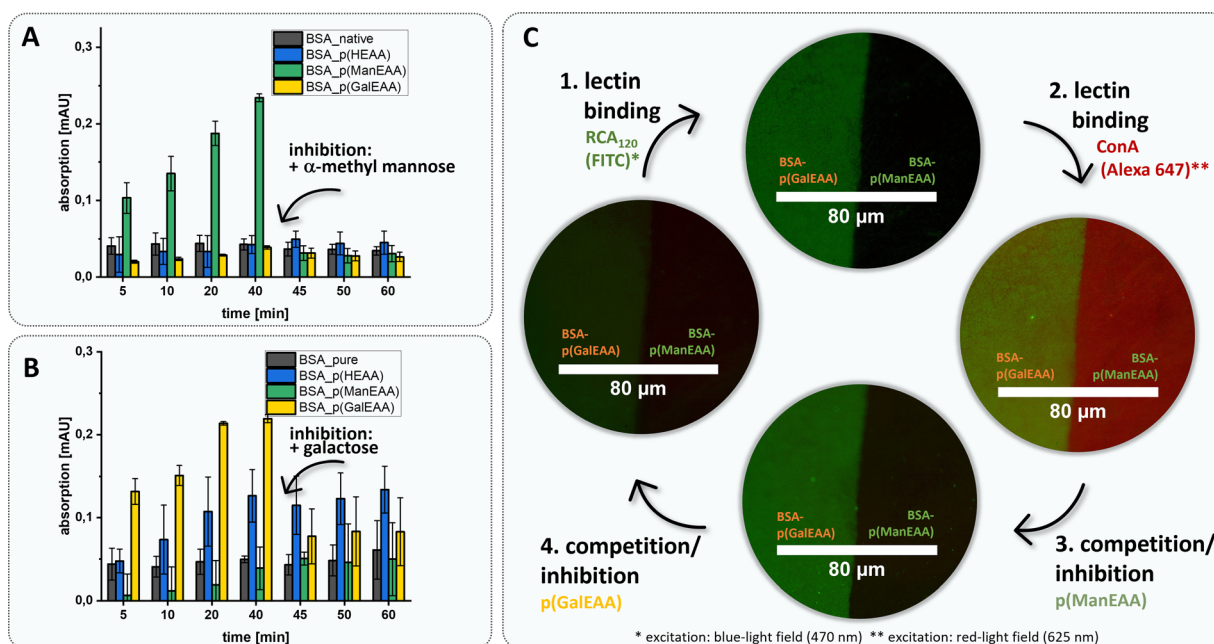 A
0,3
0,2
0,1
0,0
absorption [mAU]
BSA_native
BSA_p(HEAA)
BSA_p(ManEAA)
BSA_p(GalEAA)
inhibition:
+ α-methyl mannose
5 10 20 40 45 50 60
time [min]
B
0,3
0,2
0,1
0,0
absorption [mAU]
BSA_pure
BSA_p(HEAA)
BSA_p(ManEAA)
BSA_p(GalEAA)
inhibition:
+ galactose
5 10 20 40 45 50 60
time [min]
C
1. lectin
binding
RCA₁₂₀
(FITC)*
BSA-
p(GalEAA)
BSA-
p(ManEAA)
80 µm
2. lectin
binding
ConA
(Alexa 647)**
BSA-
p(GalEAA)
BSA-
p(ManEAA)
80 µm
3. competition/
inhibition
p(ManEAA)
BSA-
p(GalEAA)
BSA-
p(ManEAA)
80 µm
4. competition/
inhibition
p(GalEAA)
BSA-
p(GalEAA)
BSA-
p(ManEAA)
80 µm
* excitation: blue-light field (470 nm) ** excitation: red-light field (625 nm)